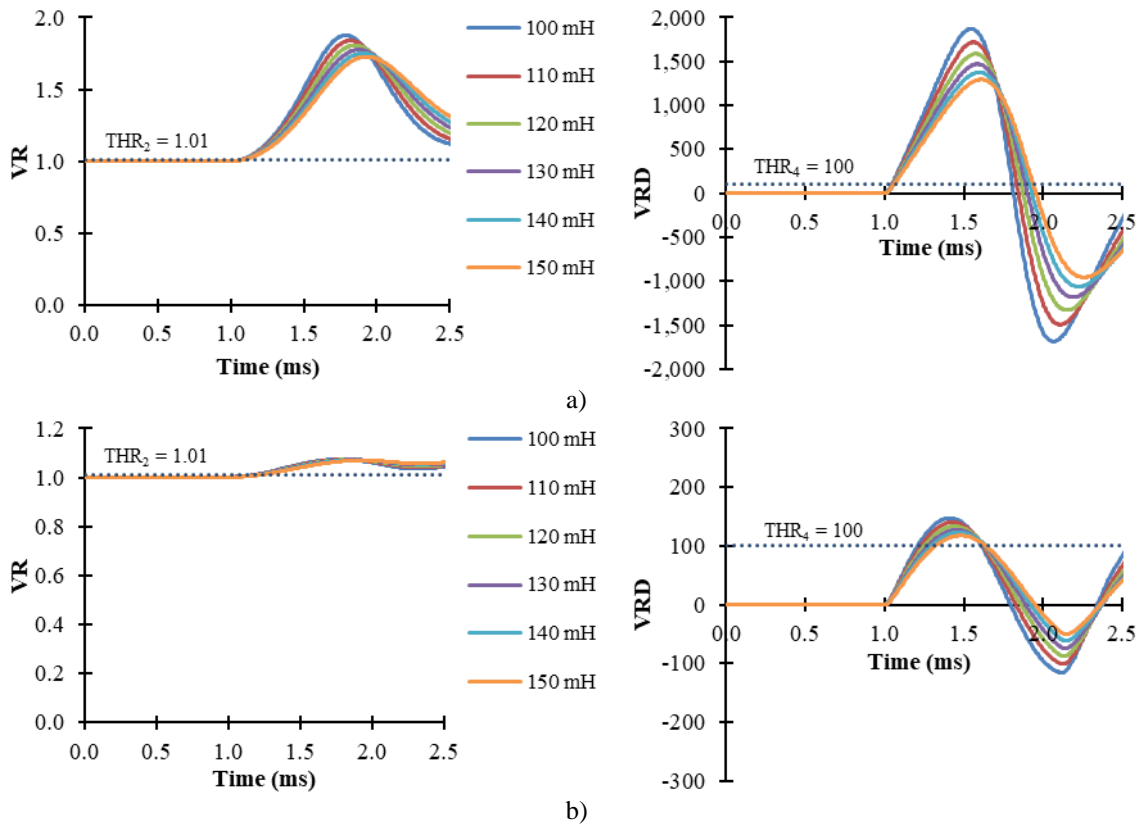 2.0
1.5
1.0
0.5
0.0
VR
THR2 = 1.01
0.0 0.5 1.0 1.5 2.0 2.5
Time (ms)
100 mH
110 mH
120 mH
130 mH
140 mH
150 mH
2,000
1,500
1,000
500
0
-500
-1,000
-1,500
-2,000
VRD
THR4 = 100
0.0 0.5 1.0 1.5 2.0 2.5
Time (ms)
a)
1.2
1.0
0.8
0.6
0.4
0.2
0.0
VR
THR2 = 1.01
0.0 0.5 1.0 1.5 2.0 2.5
Time (ms)
100 mH
110 mH
120 mH
130 mH
140 mH
150 mH
300
200
100
0
-100
-200
-300
VRD
THR4 = 100
0.0 0.5 1.0 1.5 2.0 2.5
Time (ms)
b)